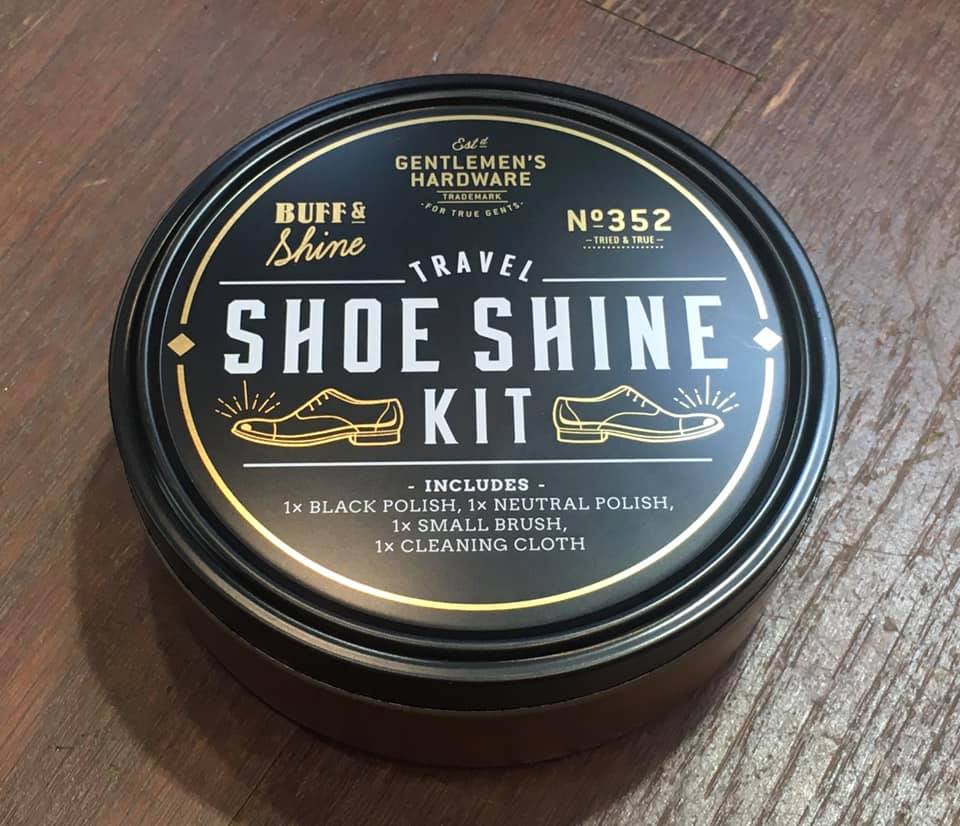 Estd
GENTLEMEN'S
HARDWARE
TRADEMARK
·FOR TRUE GENTS·
BUFF &
Shine
Nº352
–TRIED & TRUE–
TRAVEL
SHOE SHINE
KIT
- INCLUDES -
1× BLACK POLISH, 1× NEUTRAL POLISH,
1× SMALL BRUSH,
1× CLEANING CLOTH